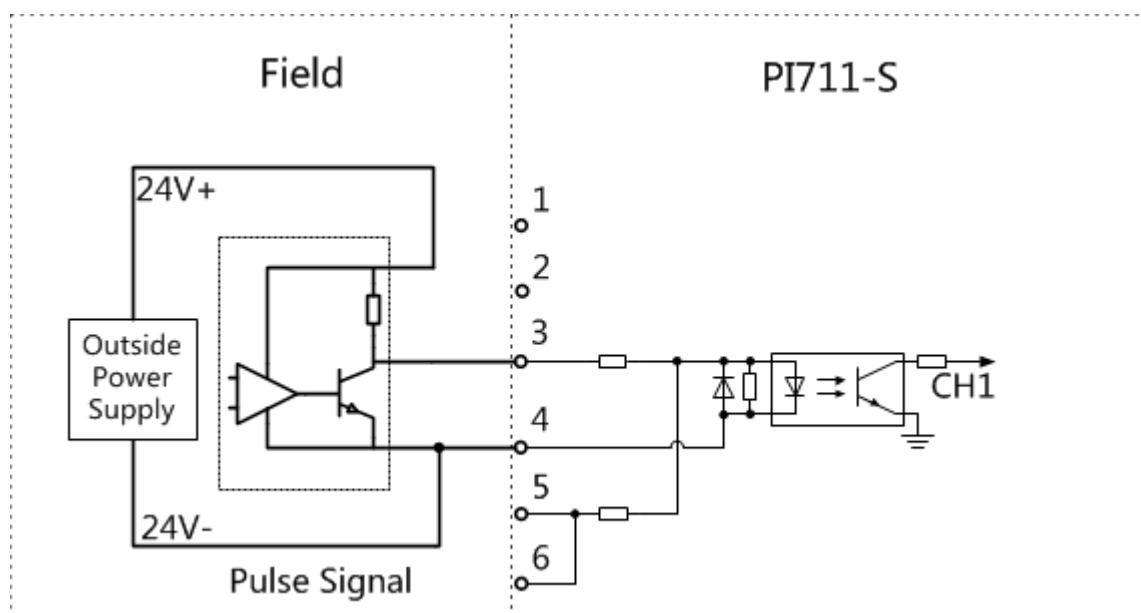 Field
PI711-S
24V+
1
2
3
Outside
Power
Supply
CH1
4
5
24V-
6
Pulse Signal